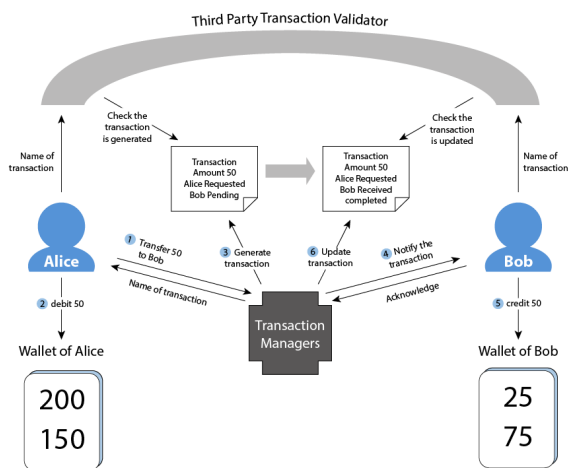 Third Party Transaction Validator
Check the
transaction
is generated
Check the
transaction
is updated
Name of
transaction
Transaction
Amount 50
Alice Requested
Bob Pending
Transaction
Amount 50
Alice Requested
Bob Received
completed
Name of
transaction
Alice
1 Transfer 50
to Bob
Name of transaction
3 Generate
transaction
6 Update
transaction
4 Notify the
transaction
Acknowledge
Bob
2 debit 50
5 credit 50
Transaction
Managers
Wallet of Alice
200
150
Wallet of Bob
25
75